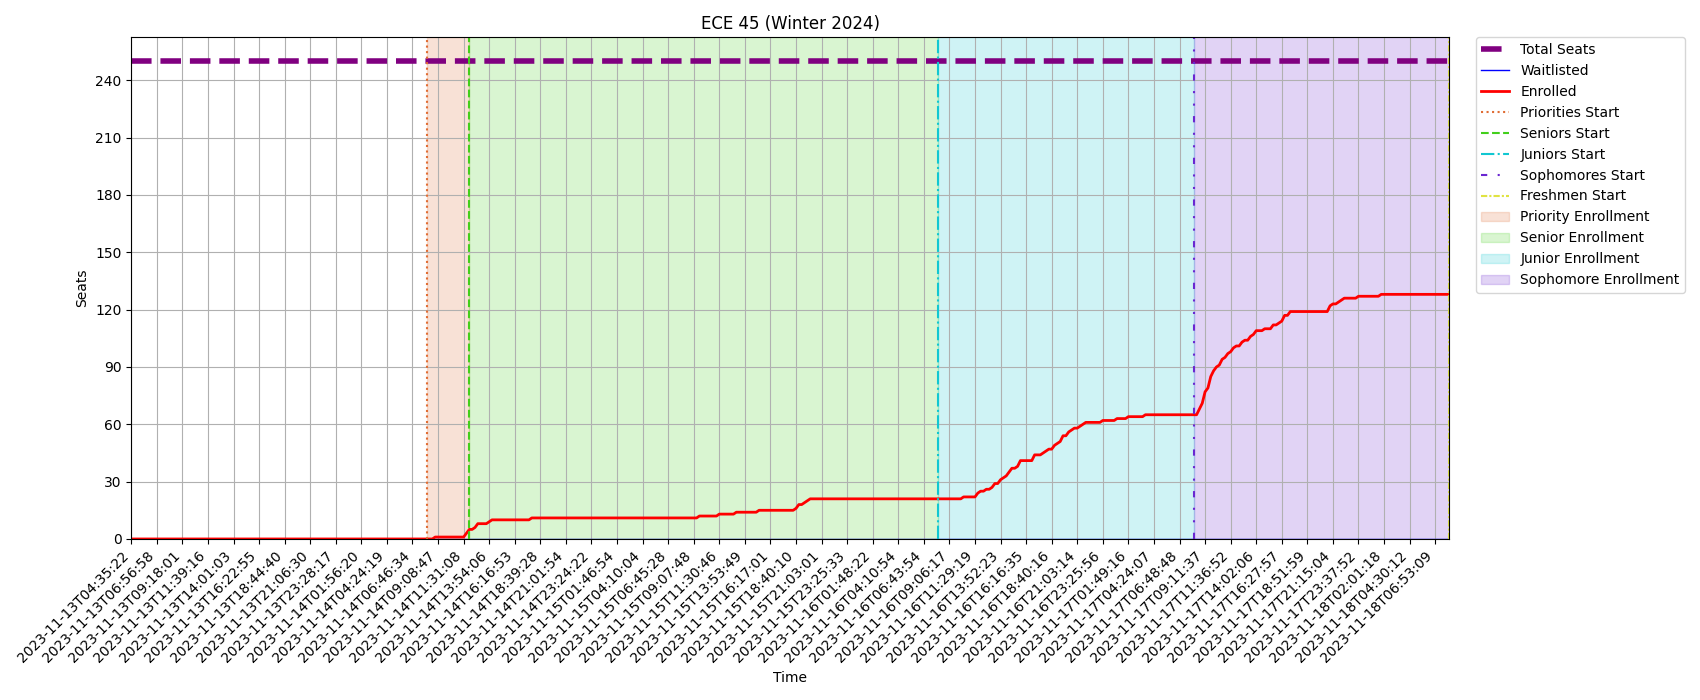 ECE 45 (Winter 2024)
Total Seats
Waitlisted
Enrolled
Priorities Start
Seniors Start
Juniors Start
Sophomores Start
Freshmen Start
Priority Enrollment
Senior Enrollment
Junior Enrollment
Sophomore Enrollment
Seats
240
210
180
150
120
90
60
30
0
2023-11-13T04:35:22
2023-11-13T06:56:58
2023-11-13T09:18:01
2023-11-13T11:39:16
2023-11-13T14:01:03
2023-11-13T16:22:55
2023-11-13T18:44:40
2023-11-13T21:06:30
2023-11-13T23:28:17
2023-11-14T01:56:20
2023-11-14T04:24:19
2023-11-14T06:46:34
2023-11-14T09:08:47
2023-11-14T11:31:08
2023-11-14T13:54:06
2023-11-14T16:16:53
2023-11-14T18:39:28
2023-11-14T21:01:54
2023-11-14T23:24:22
2023-11-15T01:46:54
2023-11-15T04:10:04
2023-11-15T06:45:28
2023-11-15T09:07:48
2023-11-15T11:30:46
2023-11-15T13:53:49
2023-11-15T16:17:01
2023-11-15T18:40:10
2023-11-15T21:03:01
2023-11-15T23:25:33
2023-11-16T01:48:22
2023-11-16T04:10:54
2023-11-16T06:43:54
2023-11-16T09:06:17
2023-11-16T11:29:19
2023-11-16T13:52:23
2023-11-16T16:16:35
2023-11-16T18:40:16
2023-11-16T21:03:14
2023-11-16T23:25:56
2023-11-17T01:49:16
2023-11-17T04:24:07
2023-11-17T06:48:48
2023-11-17T09:11:37
2023-11-17T11:36:52
2023-11-17T14:02:06
2023-11-17T16:27:57
2023-11-17T18:51:59
2023-11-17T21:15:04
2023-11-17T23:37:52
2023-11-18T02:01:18
2023-11-18T04:30:12
2023-11-18T06:53:09
Time